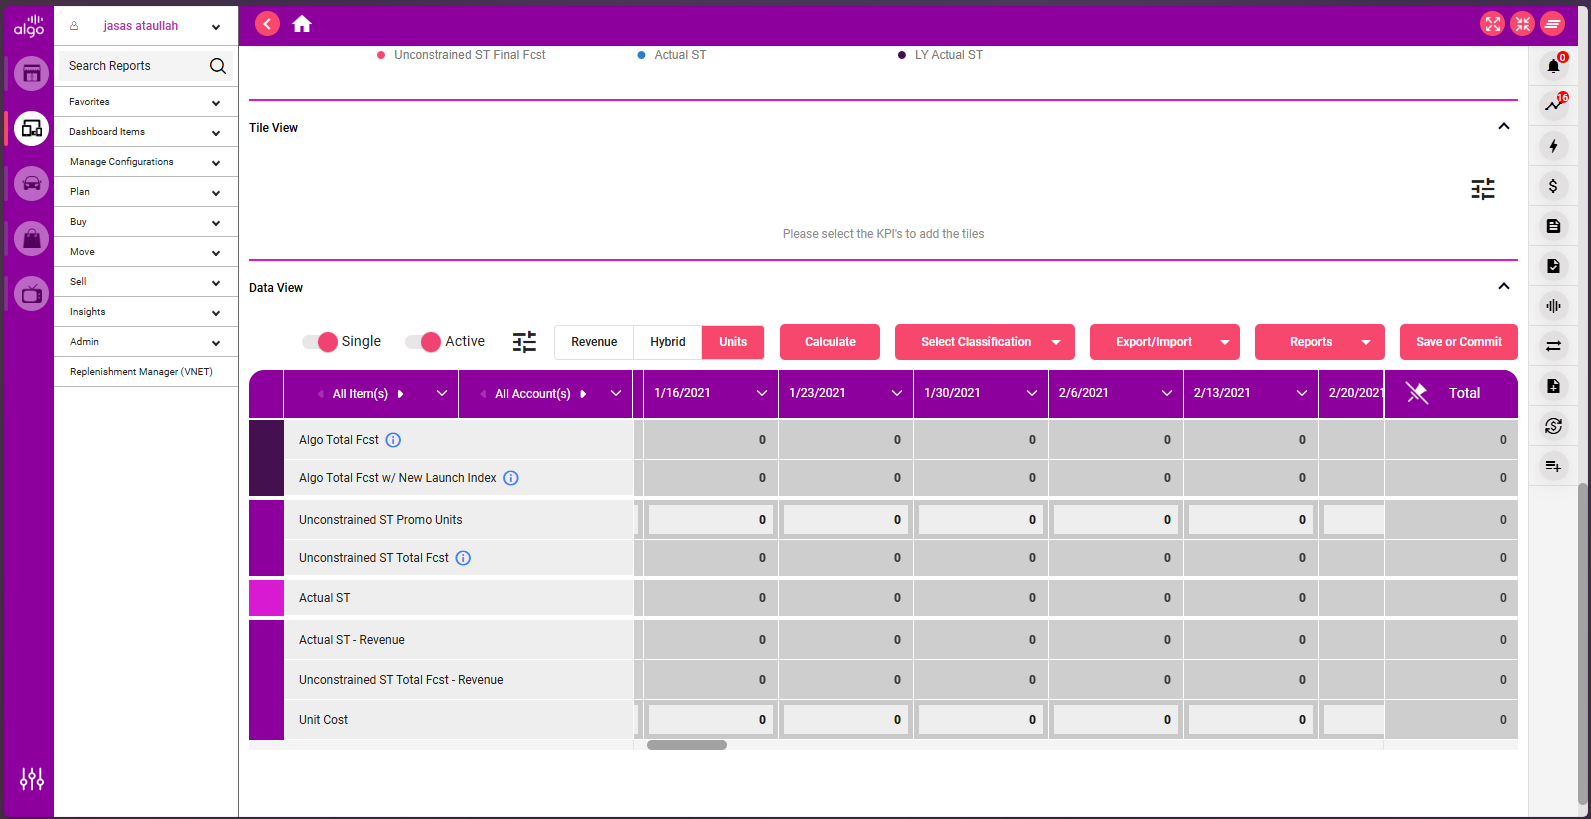 algo
jasas ataullah
Search Reports
Favorites
Dashboard Items
Manage Configurations
Plan
Buy
Move
Sell
Insights
Admin
Replenishment Manager (VNET)
Unconstrained ST Final Fcst Actual ST LY Actual ST
0
16
Tile View
Please select the KPI's to add the tiles
Data View
Single Active Revenue Hybrid Units Calculate Select Classification Export/Import Reports Save or Commit
All Item(s) All Account(s) 1/16/2021 1/23/2021 1/30/2021 2/6/2021 2/13/2021 2/20/2021 Total
Algo Total Fcst 0 0 0 0 0 0
Algo Total Fcst w/ New Launch Index 0 0 0 0 0 0
Unconstrained ST Promo Units 0 0 0 0 0 0
Unconstrained ST Total Fcst 0 0 0 0 0 0
Actual ST 0 0 0 0 0 0
Actual ST - Revenue 0 0 0 0 0 0
Unconstrained ST Total Fcst - Revenue 0 0 0 0 0 0
Unit Cost 0 0 0 0 0 0